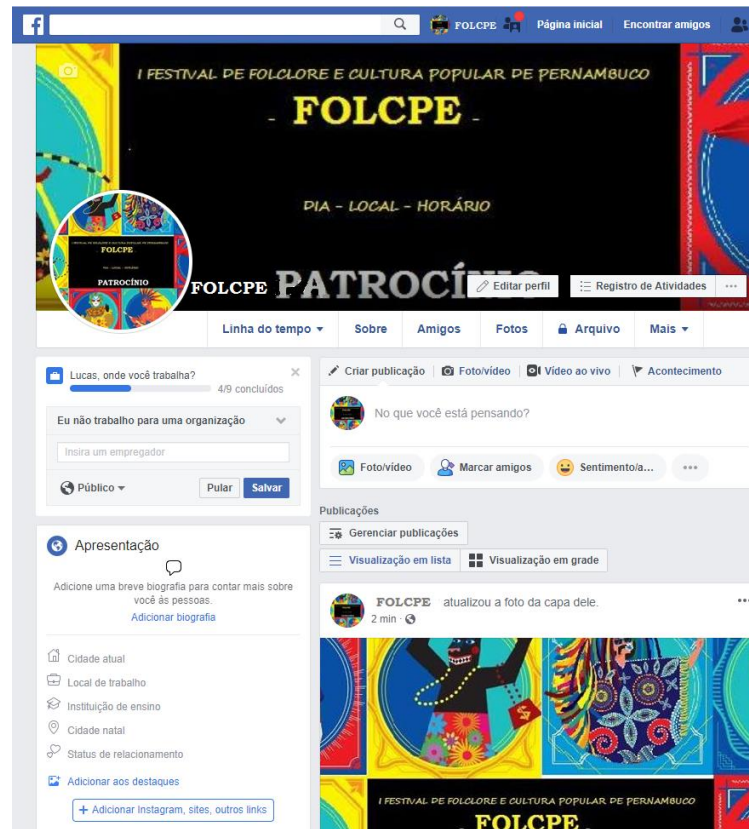 f
FOLCPE
Página inicial
Encontrar amigos
I FESTIVAL DE FOLCLORE E CULTURA POPULAR DE PERNAMBUCO
- FOLCPE -
DIA - LOCAL - HORÁRIO
FOLCPE
PATROCÍNIO
Editar perfil
Registro de Atividades
FOLCPE
PATROCÍNIO
Linha do tempo
Sobre
Amigos
Fotos
Arquivo
Mais
Lucas, onde você trabalha?
4/9 concluídos
Eu não trabalho para uma organização
Insira um empregador
Público
Pular
Salvar
Apresentação
Adicione uma breve biografia para contar mais sobre
você às pessoas.
Adicionar biografia
Cidade atual
Local de trabalho
Instituição de ensino
Cidade natal
Status de relacionamento
Adicionar aos destaques
+ Adicionar Instagram, sites, outros links
Criar publicação
Foto/vídeo
Vídeo ao vivo
Acontecimento
No que você está pensando?
Foto/vídeo
Marcar amigos
Sentimento/a...
Publicações
Gerenciar publicações
Visualização em lista
Visualização em grade
FOLCPE atualizou a foto da capa dele.
2 min ·
I FESTIVAL DE FOLCLORE E CULTURA POPULAR DE PERNAMBUCO
- FOLCPE -